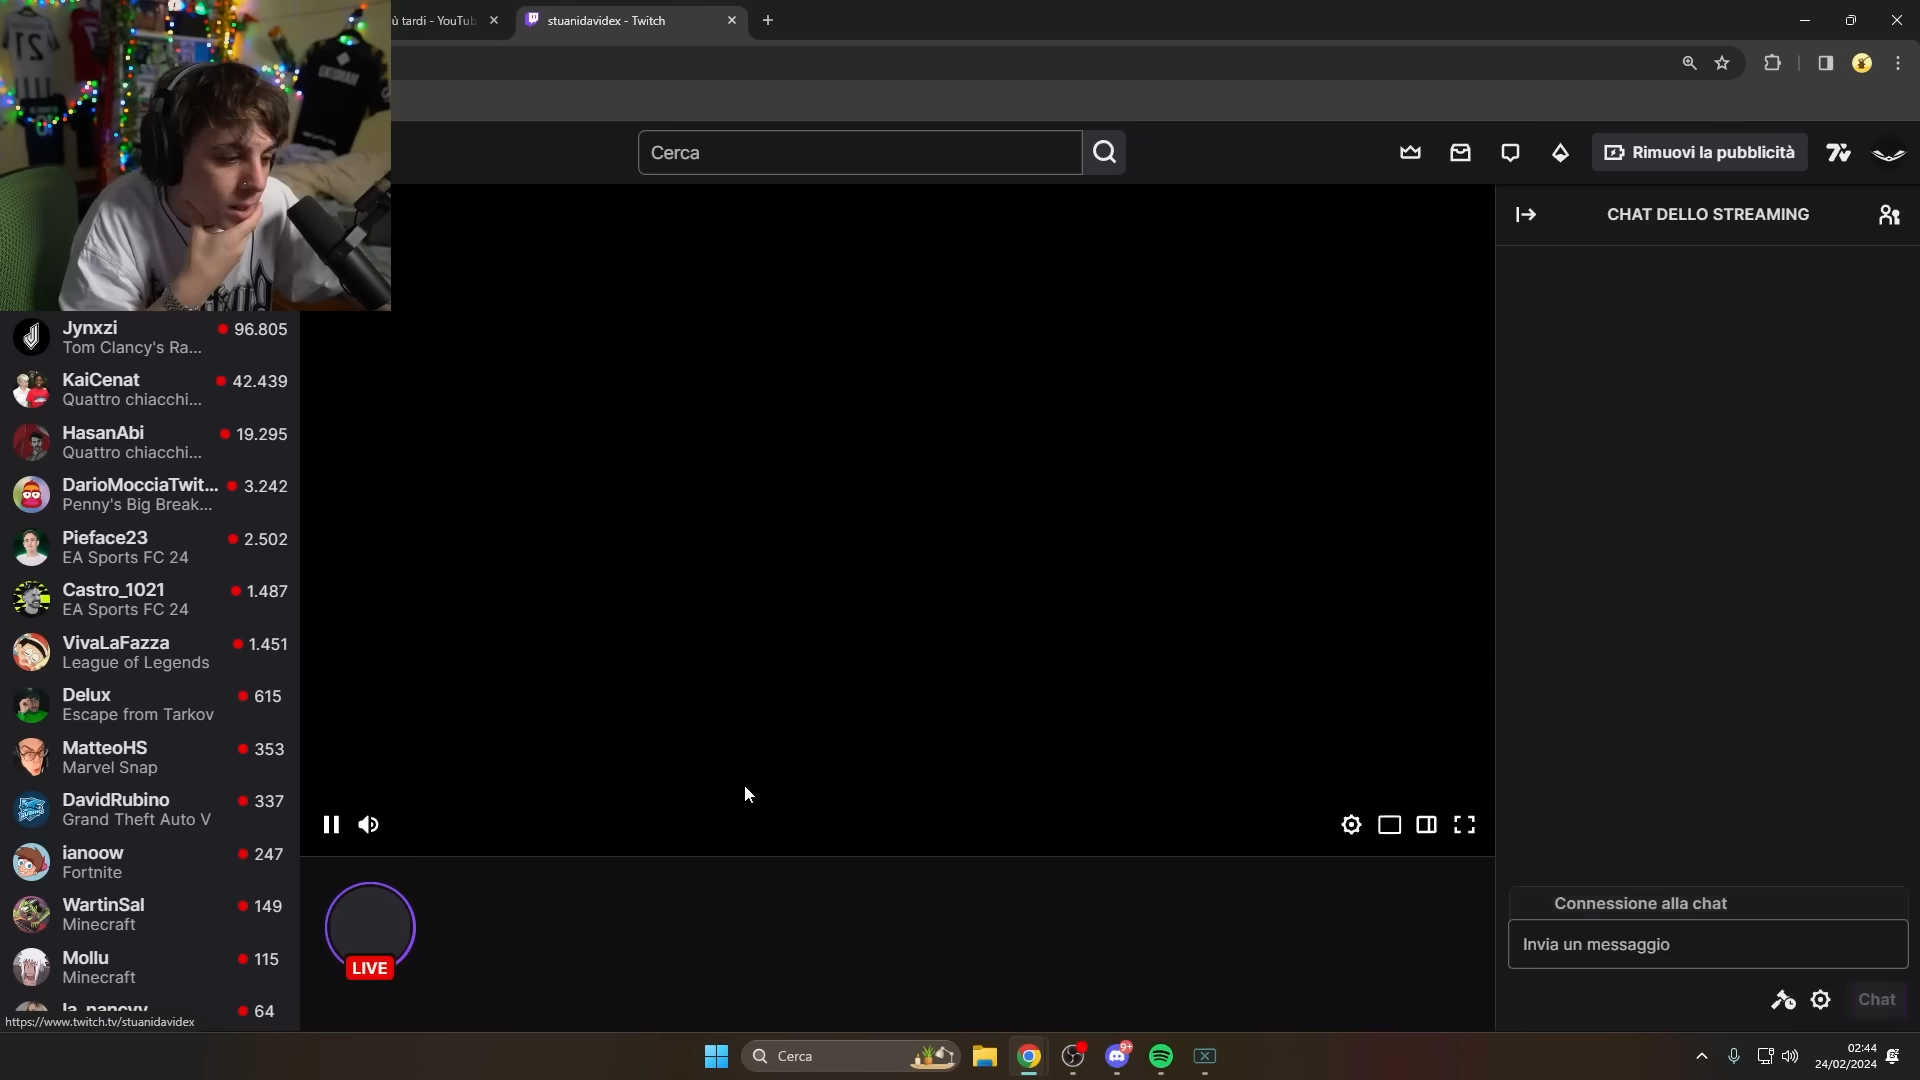 ù tardi - YouTub
stuanidavidex - Twitch
Cerca
Rimuovi la pubblicità
CHAT DELLO STREAMING
Jynxzi
96.805
Tom Clancy's Ra...
KaiCenat
42.439
Quattro chiacchi...
HasanAbi
19.295
Quattro chiacchi...
DarioMocciaTwit...
3.242
Penny's Big Break...
Pieface23
2.502
EA Sports FC 24
Castro_1021
1.487
EA Sports FC 24
VivaLaFazza
1.451
League of Legends
Delux
615
Escape from Tarkov
MatteoHS
353
Marvel Snap
DavidRubino
337
Grand Theft Auto V
ianoow
247
Fortnite
WartinSal
149
Minecraft
Mollu
115
Minecraft
la_nancyy
64
https://www.twitch.tv/stuanidavidex
LIVE
Connessione alla chat
Invia un messaggio
Chat
Cerca
9+
02:44
24/02/2024